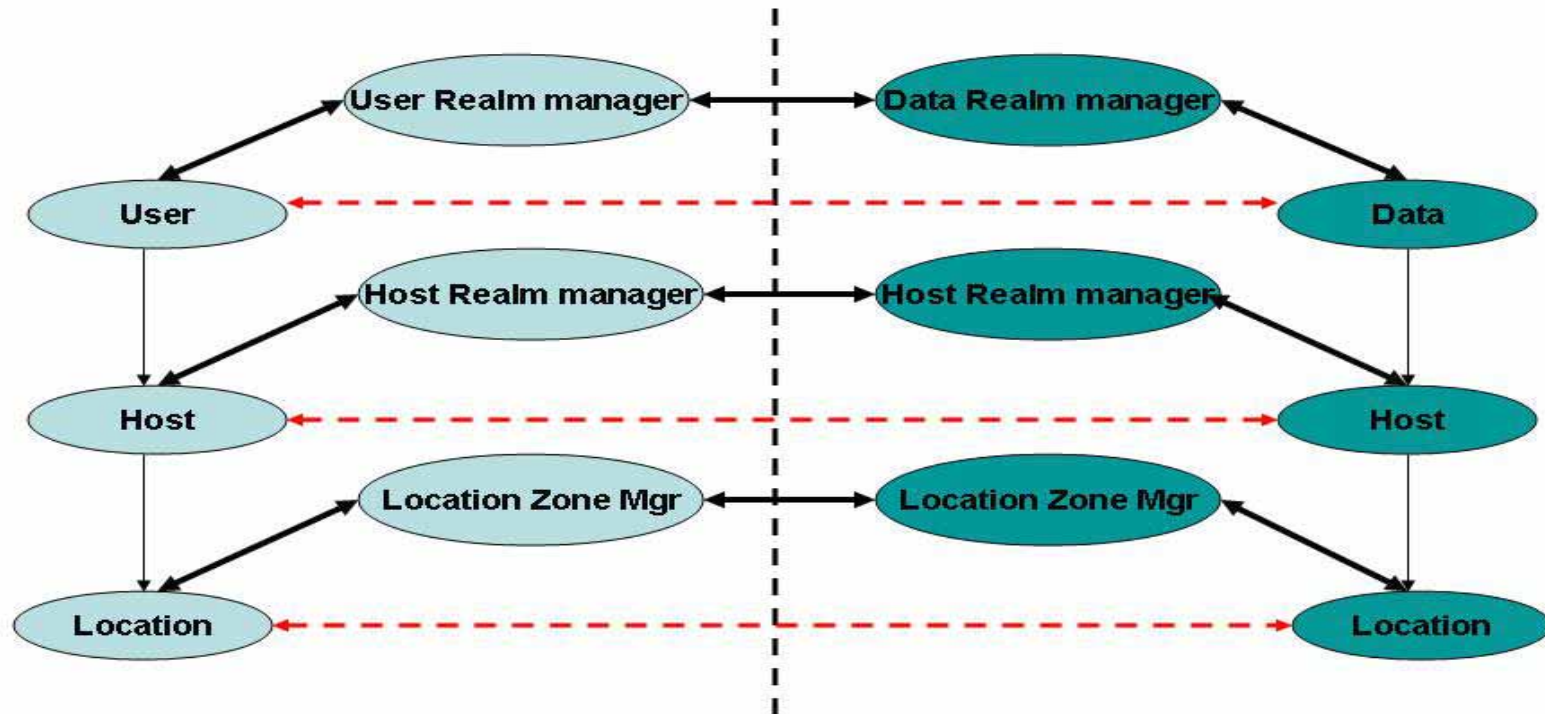 User Realm manager
Data Realm manager
User
Data
Host Realm manager
Host Realm manager
Host
Host
Location Zone Mgr
Location Zone Mgr
Location
Location